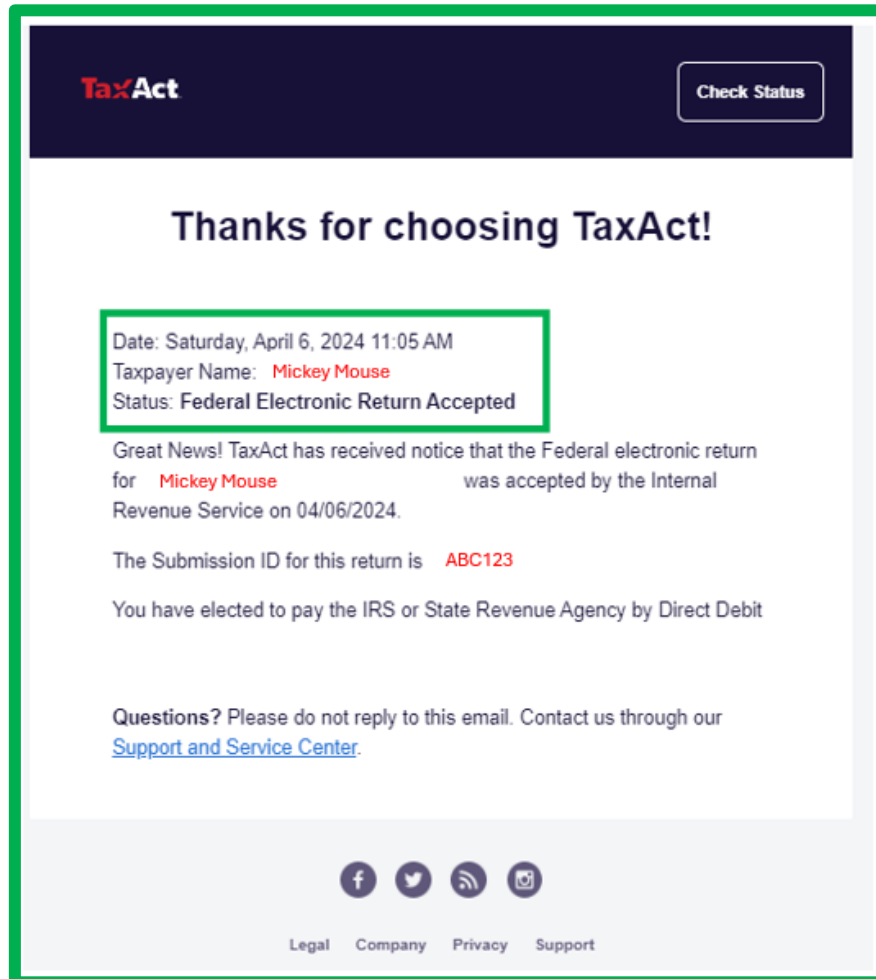 TaxAct
Check Status
Thanks for choosing TaxAct!
Date: Saturday, April 6, 2024 11:05 AM
Taxpayer Name: Mickey Mouse
Status: Federal Electronic Return Accepted
Great News! TaxAct has received notice that the Federal electronic return
for Mickey Mouse was accepted by the Internal
Revenue Service on 04/06/2024.
The Submission ID for this return is ABC123
You have elected to pay the IRS or State Revenue Agency by Direct Debit
Questions? Please do not reply to this email. Contact us through our
Support and Service Center.
Legal Company Privacy Support